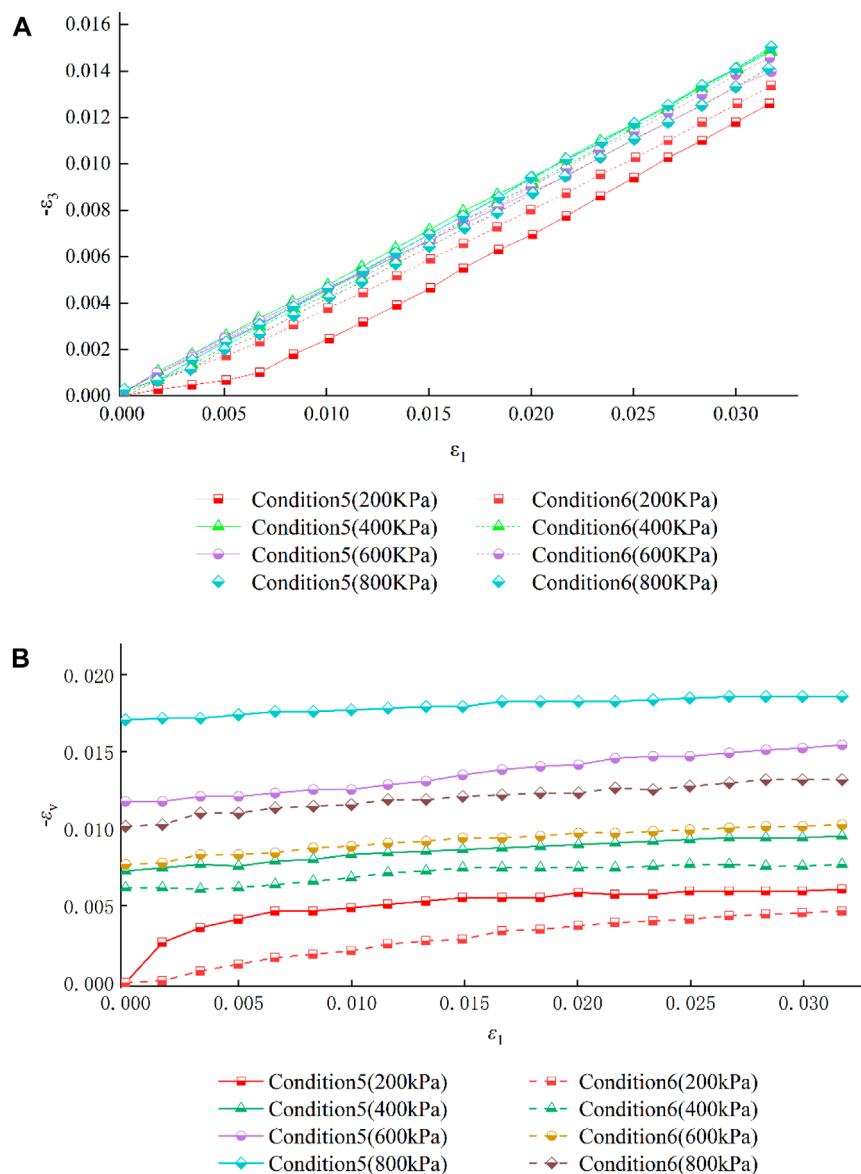 A
0.016
0.014
0.012
0.010
0.008
0.006
0.004
0.002
0.000
-ε3
0.000 0.005 0.010 0.015 0.020 0.025 0.030
ε1
Condition5(200KPa) Condition6(200KPa)
Condition5(400KPa) Condition6(400KPa)
Condition5(600KPa) Condition6(600KPa)
Condition5(800KPa) Condition6(800KPa)
B
0.020
0.015
0.010
0.005
0.000
-εv
0.000 0.005 0.010 0.015 0.020 0.025 0.030
ε1
Condition5(200kPa) Condition6(200kPa)
Condition5(400kPa) Condition6(400kPa)
Condition5(600kPa) Condition6(600kPa)
Condition5(800kPa) Condition6(800kPa)